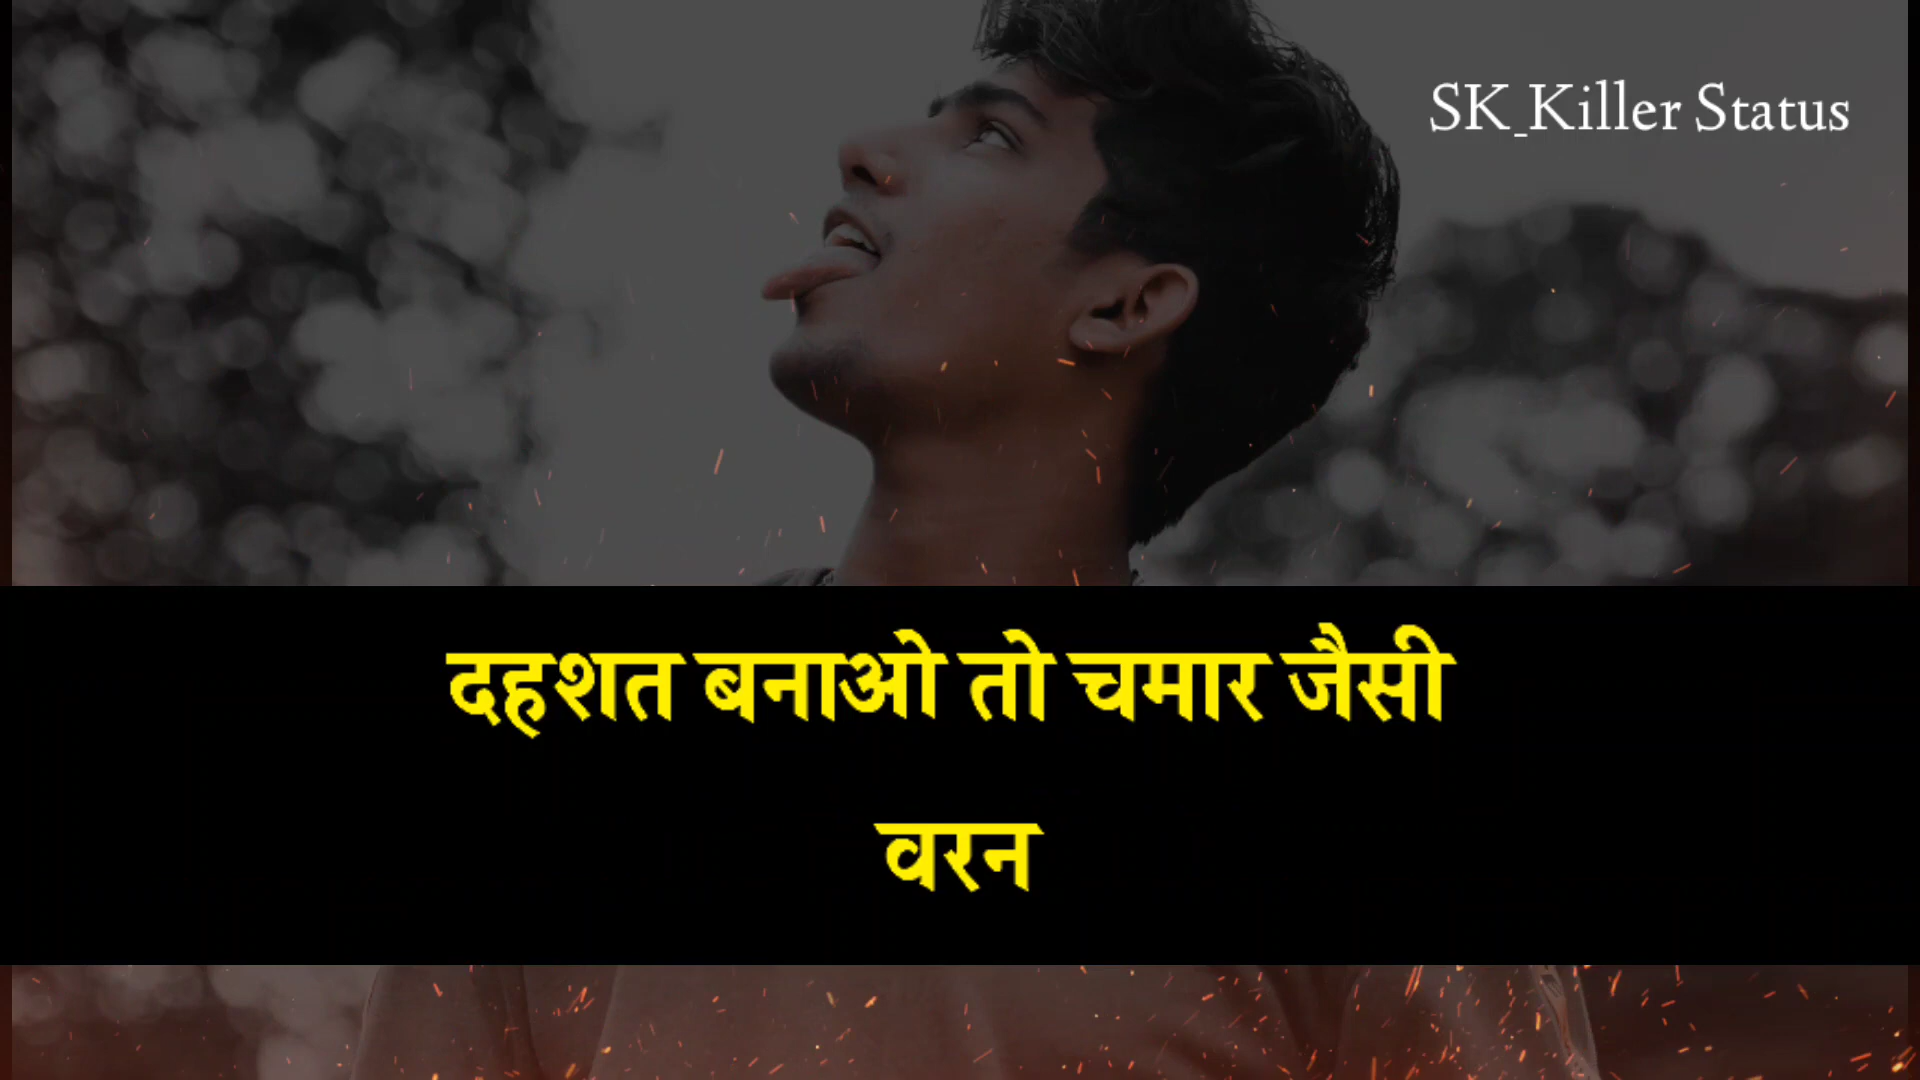 SK_Killer Status
दहशत बनाओ तो चमार जैसी
वरन